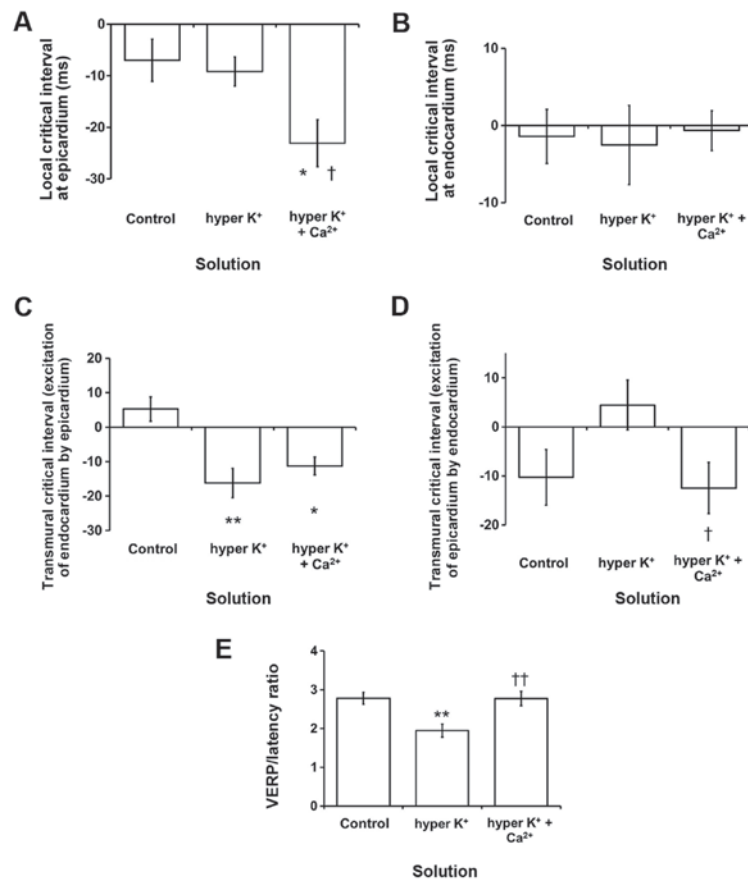 A
Local critical interval
at epicardium (ms)
0
-10
-20
-30
* †
Control
hyper K⁺
hyper K⁺
+ Ca²⁺
Solution
B
Local critical interval
at endocardium (ms)
10
0
-10
Control
hyper K⁺
hyper K⁺ +
Ca²⁺
Solution
C
Transmural critical interval (excitation
of endocardium by epicardium)
20
10
0
-10
-20
-30
**
*
Control
hyper K⁺
hyper K⁺
+ Ca²⁺
Solution
D
Transmural critical interval (excitation
of epicardium by endocardium)
10
0
-10
-20
†
Control
hyper K⁺
hyper K⁺ +
Ca²⁺
Solution
E
VERP/latency ratio
4
3
2
1
0
**
††
Control
hyper K⁺
hyper K⁺ +
Ca²⁺
Solution